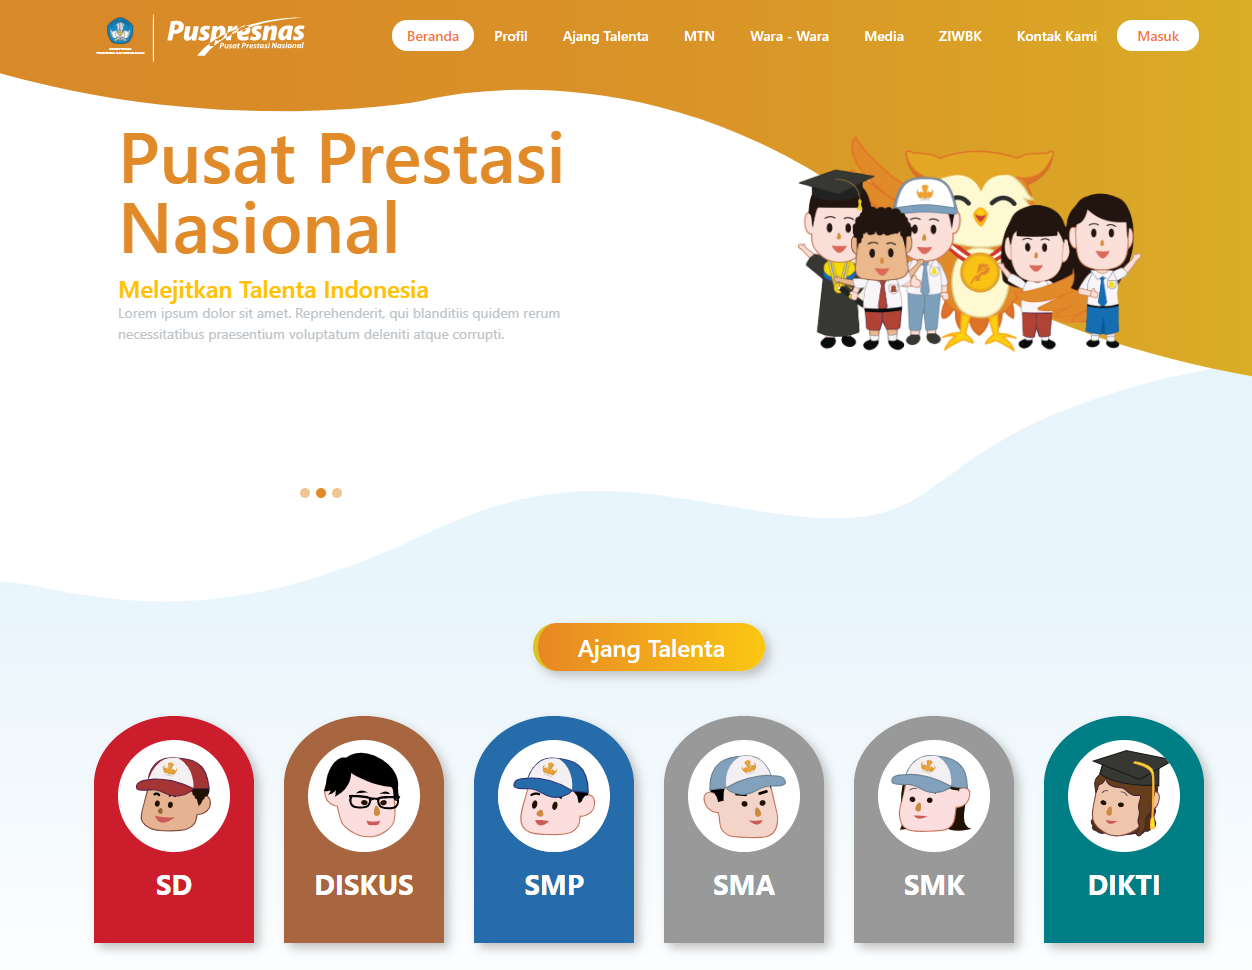 Puspresnas
Pusat Prestasi Nasional
Beranda
Profil
Ajang Talenta
MTN
Wara - Wara
Media
ZIWBK
Kontak Kami
Masuk
Pusat Prestasi
Nasional
Melejitkan Talenta Indonesia
Lorem ipsum dolor sit amet. Reprehenderit, qui blanditiis quidem rerum
necessitatibus praesentium voluptatum deleniti atque corrupti.
Ajang Talenta
SD
DISKUS
SMP
SMA
SMK
DIKTI